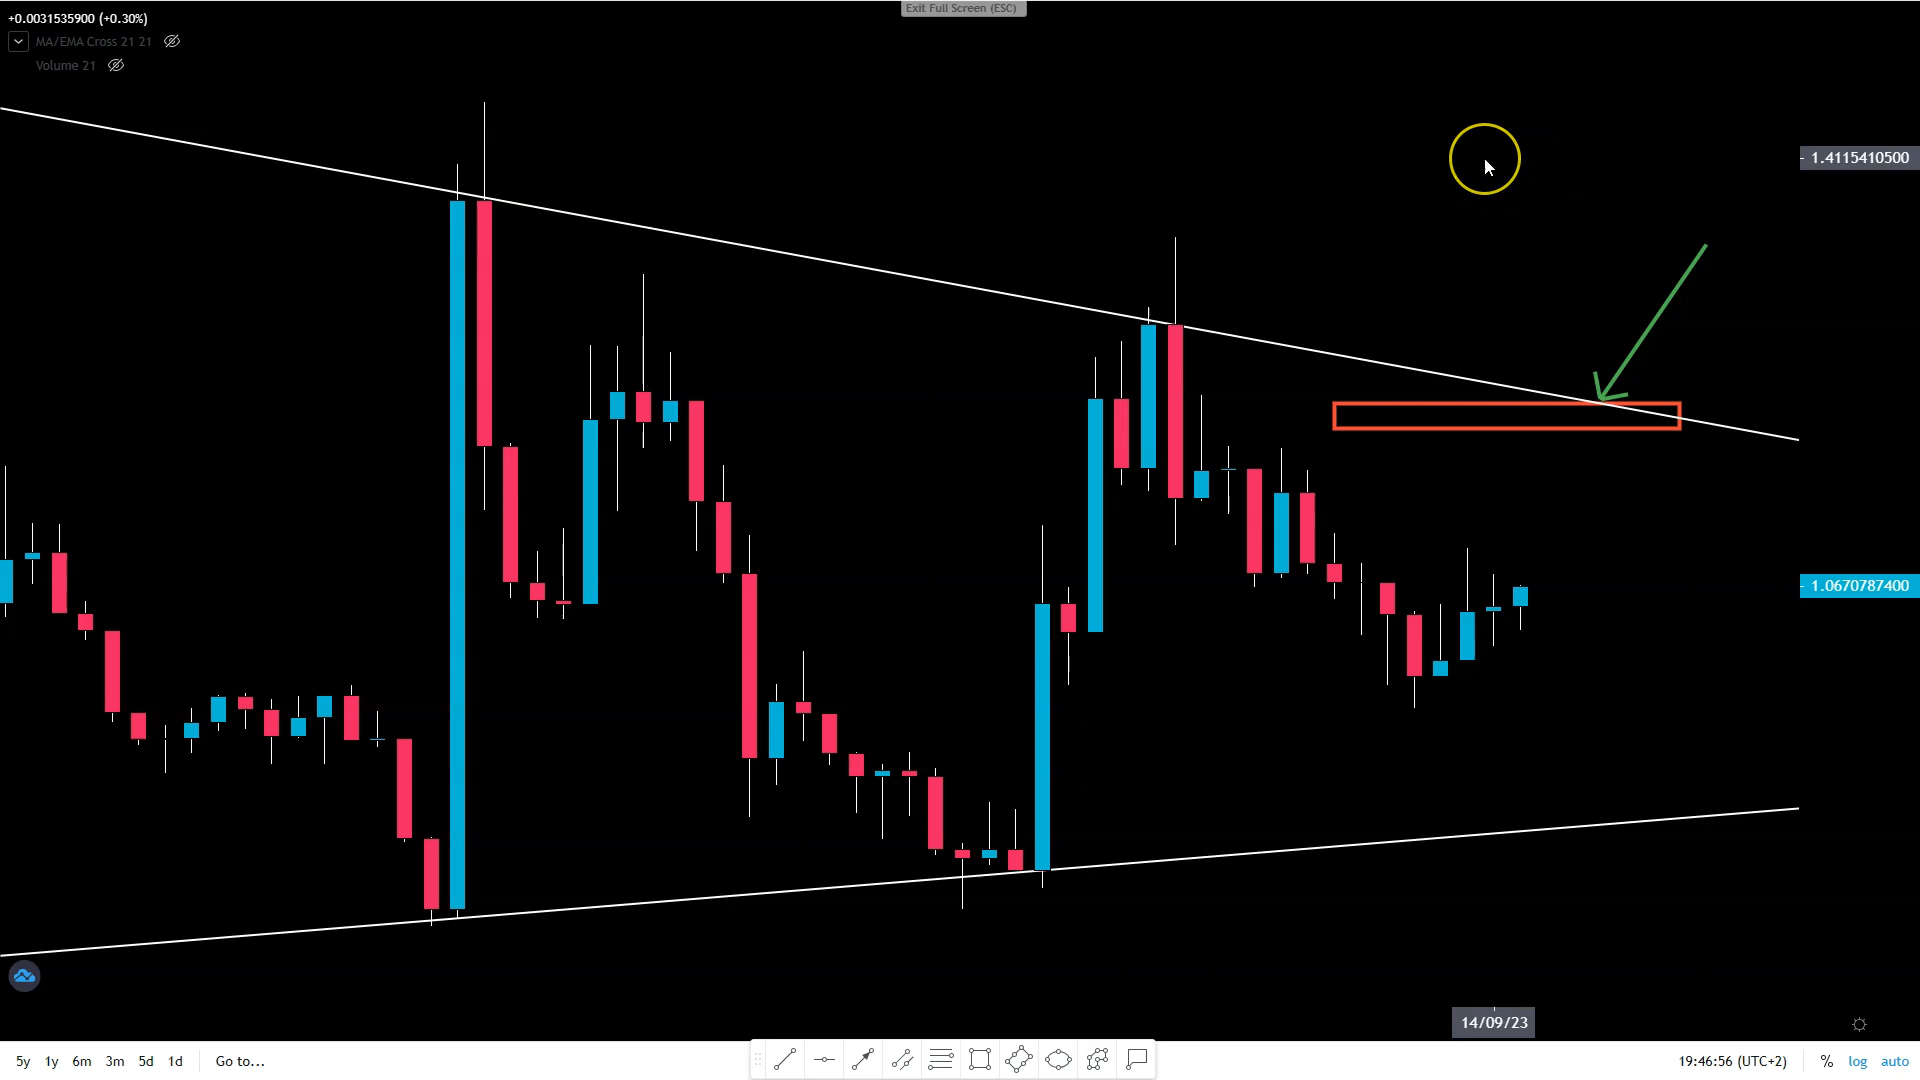 Exit Full Screen (ESC)
+0.0031535900 (+0.30%)
MA/EMA Cross 21 21
Volume 21
1.4115410500
1.0670787400
14/09/23
5y 1y 6m 3m 5d 1d Go to... 19:46:56 (UTC+2) % log auto